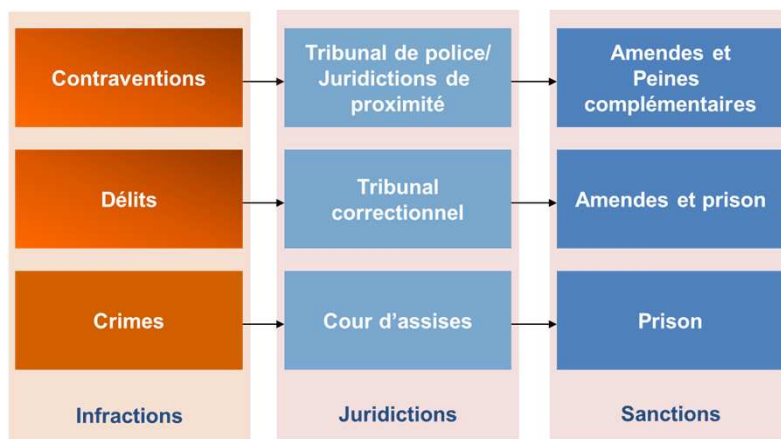 Contraventions
Tribunal de police/
Juridictions de
proximité
Amendes et
Peines
complémentaires
Délits
Tribunal
correctionnel
Amendes et prison
Crimes
Cour d'assises
Prison
Infractions
Juridictions
Sanctions